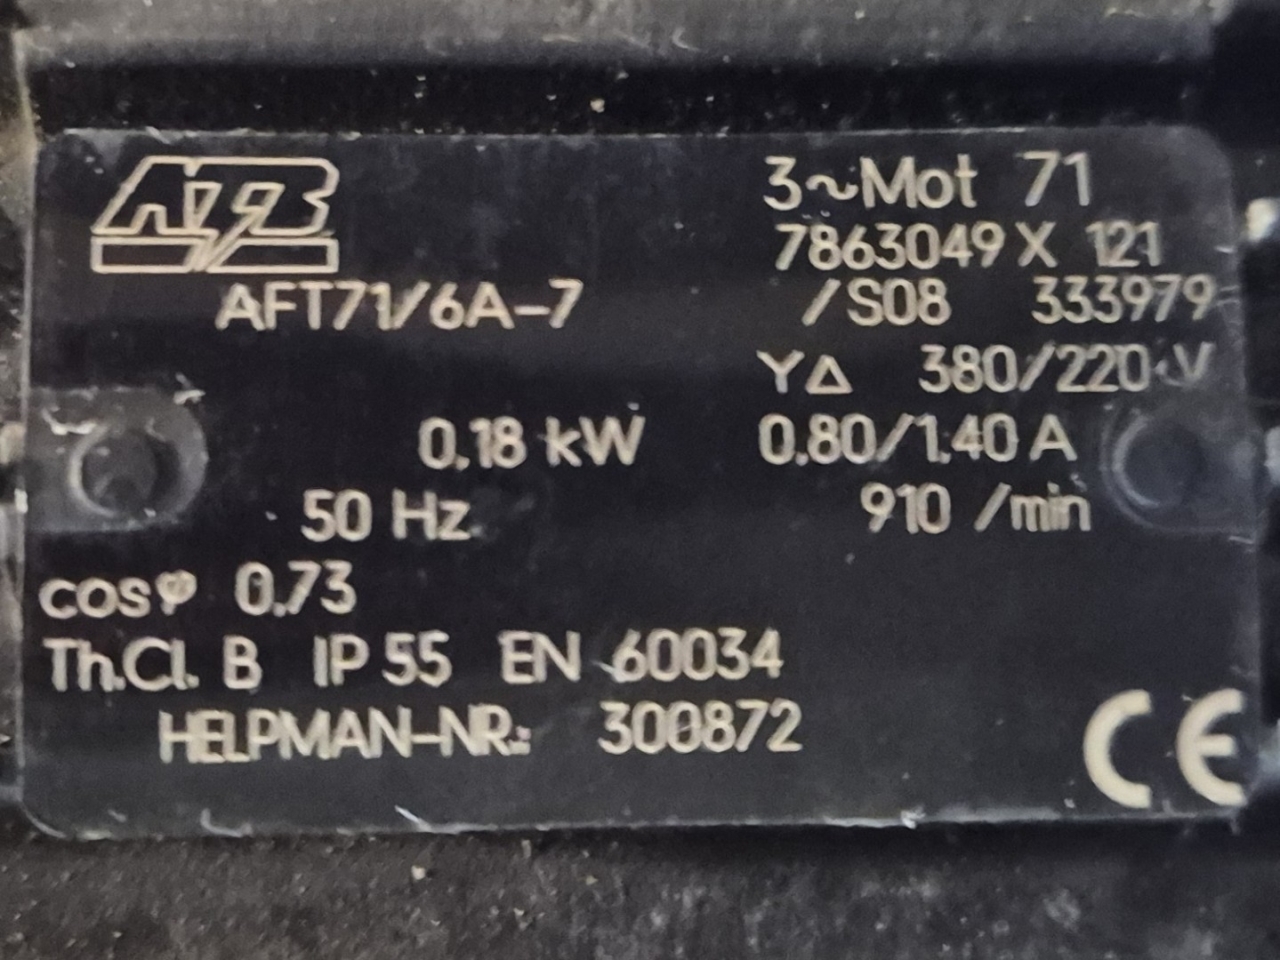 ATB
3~Mot 71
7863049 X 121
AFT71/6A-7 /S08 333979
Y△ 380/220 V
0,18 kW 0.80/1.40 A
50 Hz 910 /min
cosφ 0,73
Th.Cl. B IP 55 EN 60034
HELPMAN-NR.: 300872
CE